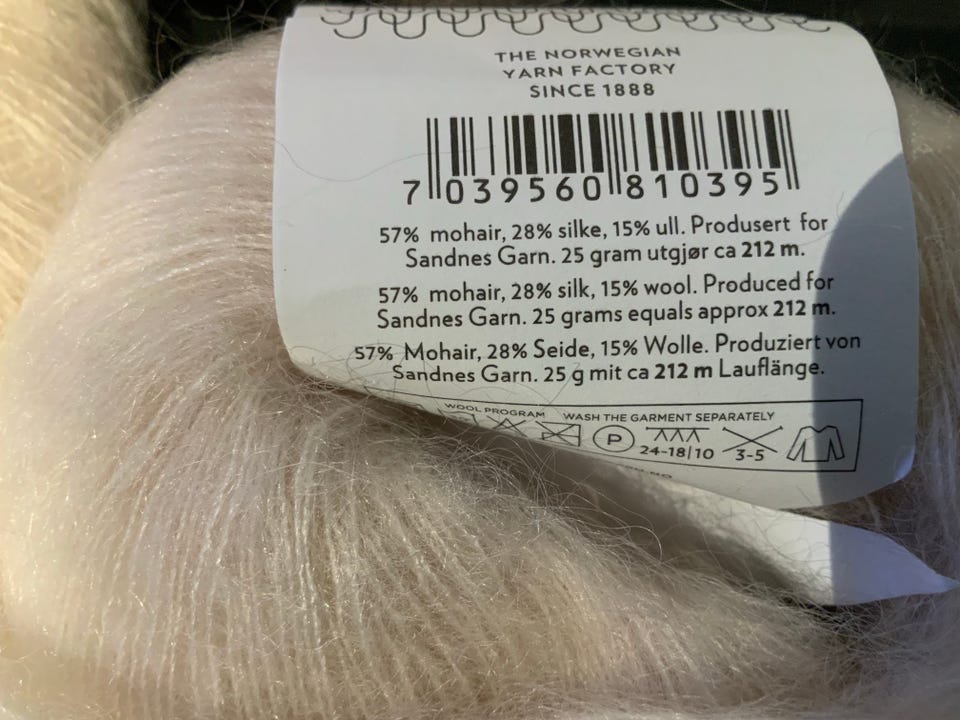 THE NORWEGIAN
YARN FACTORY
SINCE 1888
7 039560 810395
57% mohair, 28% silke, 15% ull. Produsert for
Sandnes Garn. 25 gram utgjør ca 212 m.
57% mohair, 28% silk, 15% wool. Produced for
Sandnes Garn. 25 grams equals approx 212 m.
57% Mohair, 28% Seide, 15% Wolle. Produziert von
Sandnes Garn. 25 g mit ca 212 m Lauflänge.
WOOL PROGRAM WASH THE GARMENT SEPARATELY
P 24-18|10 3-5